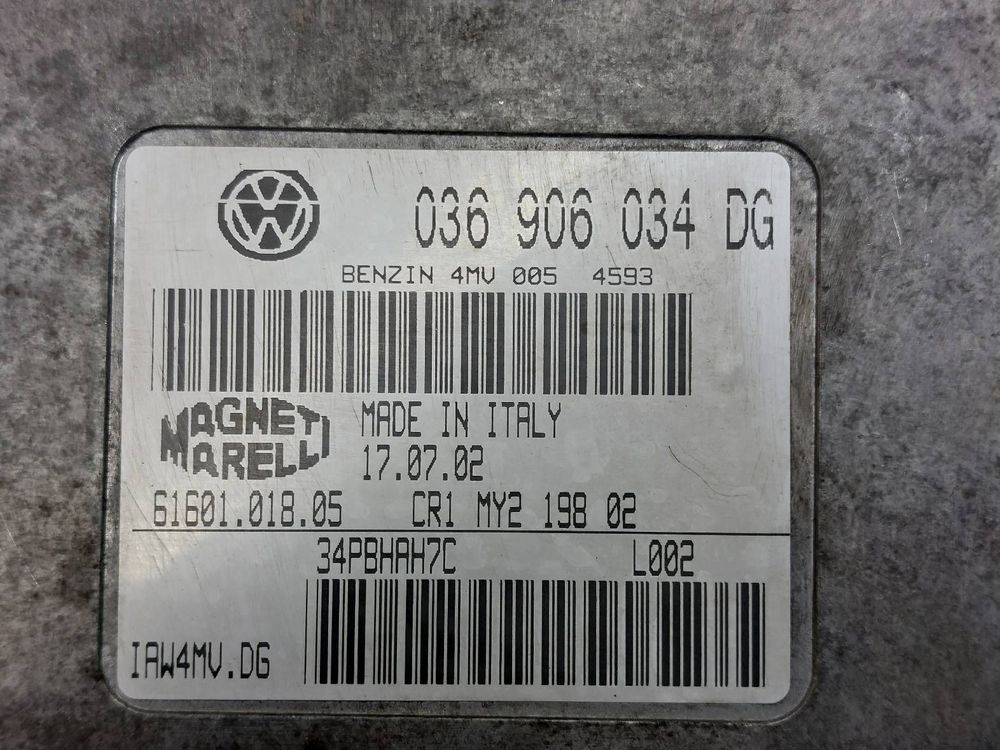 036 906 034 DG
BENZIN 4MV 005 4593
MAGNETI
MARELLI
MADE IN ITALY
17.07.02
61601.018.05 CR1 MY2 198 02
34PBHAH7C L002
IAW4MV.DG